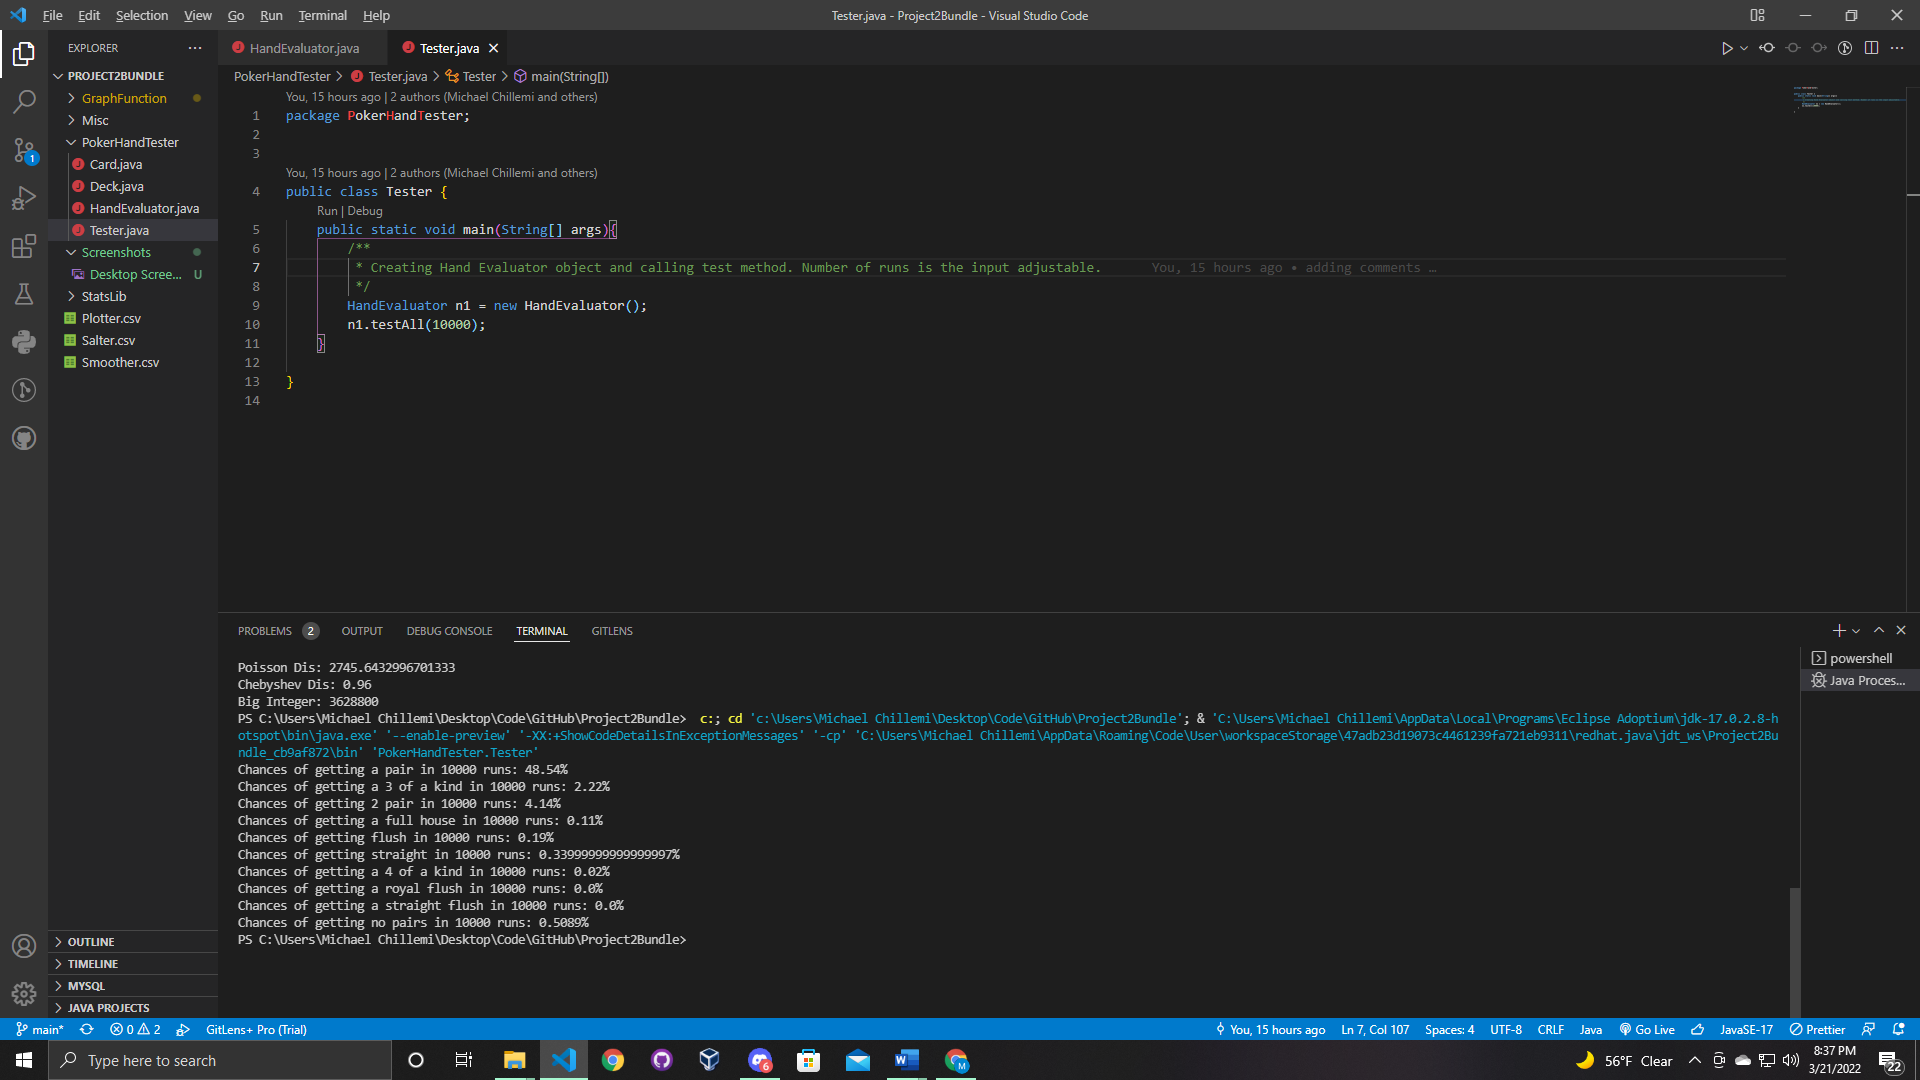 File Edit Selection View Go Run Terminal Help
Tester.java - Project2Bundle - Visual Studio Code
EXPLORER
PROJECT2BUNDLE
GraphFunction
Misc
PokerHandTester
Card.java
Deck.java
HandEvaluator.java
Tester.java
Screenshots
Desktop Scree... U
StatsLib
Plotter.csv
Salter.csv
Smoother.csv
OUTLINE
TIMELINE
MYSQL
JAVA PROJECTS
1
HandEvaluator.java
Tester.java
PokerHandTester > Tester.java > Tester > main(String[])
You, 15 hours ago | 2 authors (Michael Chillemi and others)
1 package PokerHandTester;
2
3
You, 15 hours ago | 2 authors (Michael Chillemi and others)
4 public class Tester {
Run | Debug
5 public static void main(String[] args){
6 /**
7 * Creating Hand Evaluator object and calling test method. Number of runs is the input adjustable. You, 15 hours ago • adding comments …
8 */
9 HandEvaluator n1 = new HandEvaluator();
10 n1.testAll(10000);
11 }
12
13 }
14
PROBLEMS 2 OUTPUT DEBUG CONSOLE TERMINAL GITLENS
Poisson Dis: 2745.6432996701333
Chebyshev Dis: 0.96
Big Integer: 3628800
PS C:\Users\Michael Chillemi\Desktop\Code\GitHub\Project2Bundle> c:; cd 'c:\Users\Michael Chillemi\Desktop\Code\GitHub\Project2Bundle'; & 'C:\Users\Michael Chillemi\AppData\Local\Programs\Eclipse Adoptium\jdk-17.0.2.8-h
otspot\bin\java.exe' '--enable-preview' '-XX:+ShowCodeDetailsInExceptionMessages' '-cp' 'C:\Users\Michael Chillemi\AppData\Roaming\Code\User\workspaceStorage\47adb23d19073c4461239fa721eb9311\redhat.java\jdt_ws\Project2Bu
ndle_cb9af872\bin' 'PokerHandTester.Tester'
Chances of getting a pair in 10000 runs: 48.54%
Chances of getting a 3 of a kind in 10000 runs: 2.22%
Chances of getting 2 pair in 10000 runs: 4.14%
Chances of getting a full house in 10000 runs: 0.11%
Chances of getting flush in 10000 runs: 0.19%
Chances of getting straight in 10000 runs: 0.33999999999999997%
Chances of getting a 4 of a kind in 10000 runs: 0.02%
Chances of getting a royal flush in 10000 runs: 0.0%
Chances of getting a straight flush in 10000 runs: 0.0%
Chances of getting no pairs in 10000 runs: 0.5089%
PS C:\Users\Michael Chillemi\Desktop\Code\GitHub\Project2Bundle>
powershell
Java Proces...
main* 0 2 GitLens+ Pro (Trial) You, 15 hours ago Ln 7, Col 107 Spaces: 4 UTF-8 CRLF Java Go Live JavaSE-17 Prettier
Type here to search
6
M
56°F Clear
8:37 PM
3/21/2022
22